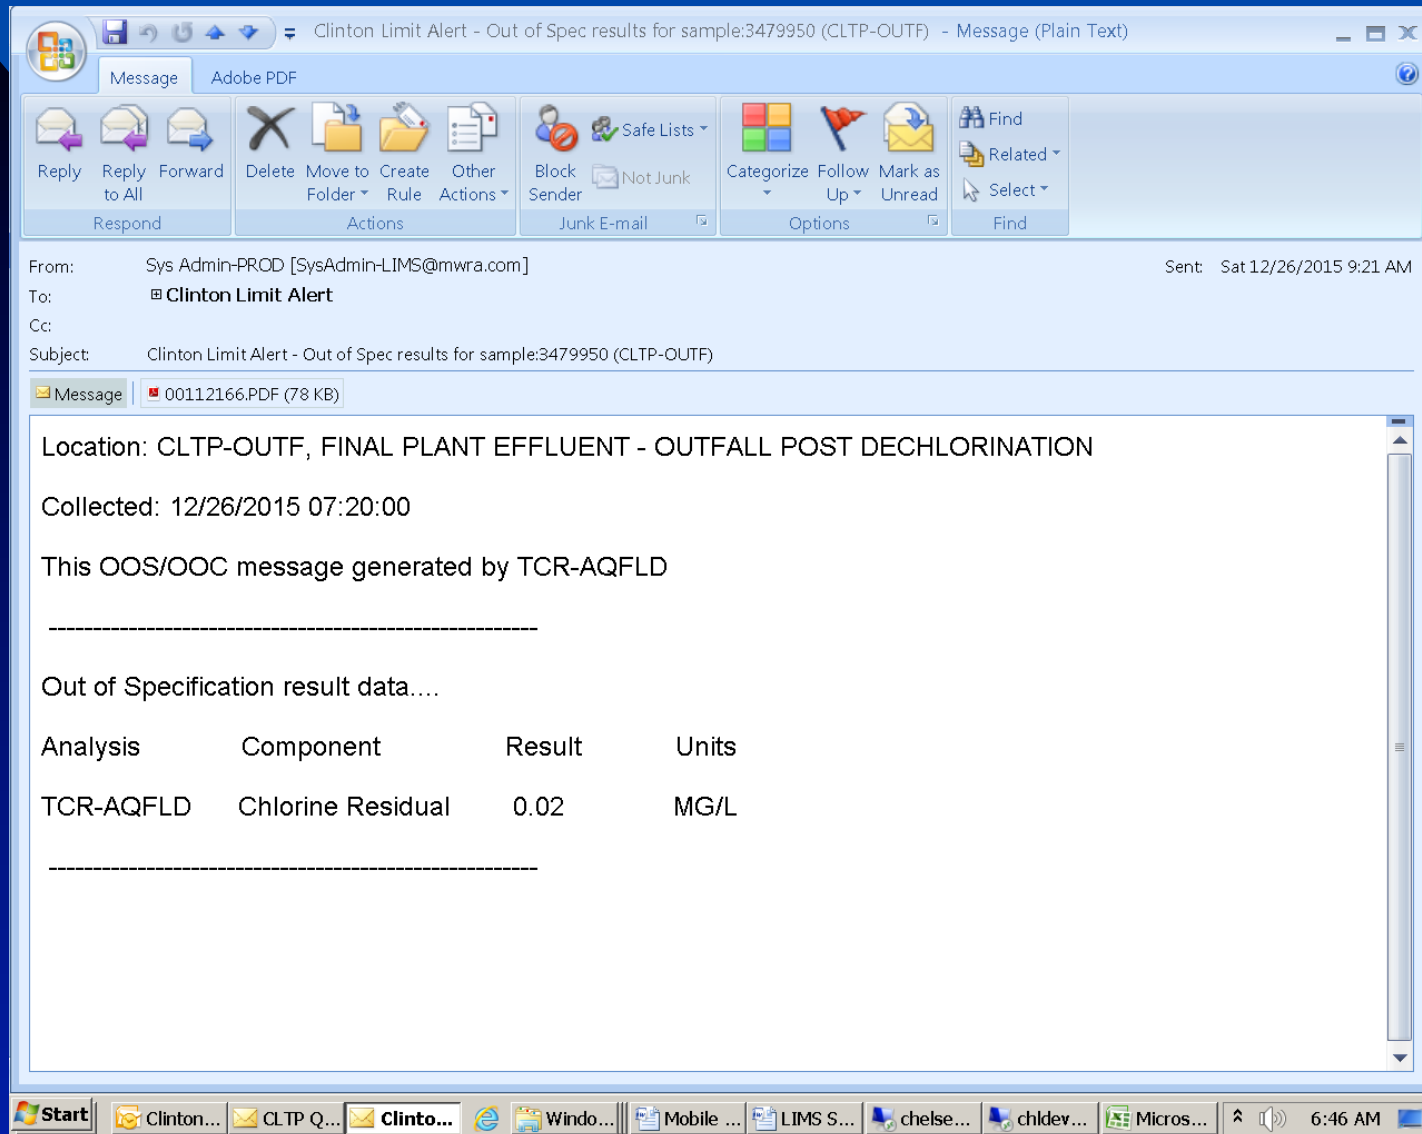 Clinton Limit Alert - Out of Spec results for sample:3479950 (CLTP-OUTF) - Message (Plain Text)
Message Adobe PDF
Reply Reply to All Forward
Delete Move to Folder Create Rule Other Actions
Block Sender Safe Lists Not Junk
Categorize Follow Up Mark as Unread
Find
Related
Select
Respond Actions Junk E-mail Options Find
From: Sys Admin-PROD [SysAdmin-LIMS@mwra.com] Sent: Sat 12/26/2015 9:21 AM
To: Clinton Limit Alert
Cc:
Subject: Clinton Limit Alert - Out of Spec results for sample:3479950 (CLTP-OUTF)
Message 00112166.PDF (78 KB)
Location: CLTP-OUTF, FINAL PLANT EFFLUENT - OUTFALL POST DECHLORINATION
Collected: 12/26/2015 07:20:00
This OOS/OOC message generated by TCR-AQFLD
-------------------------------------------------------
Out of Specification result data....
Analysis Component Result Units
TCR-AQFLD Chlorine Residual 0.02 MG/L
-------------------------------------------------------
Start Clinton... CLTP Q... Clinto... Windo... Mobile ... LIMS S... chelse... chldev... Micros... 6:46 AM